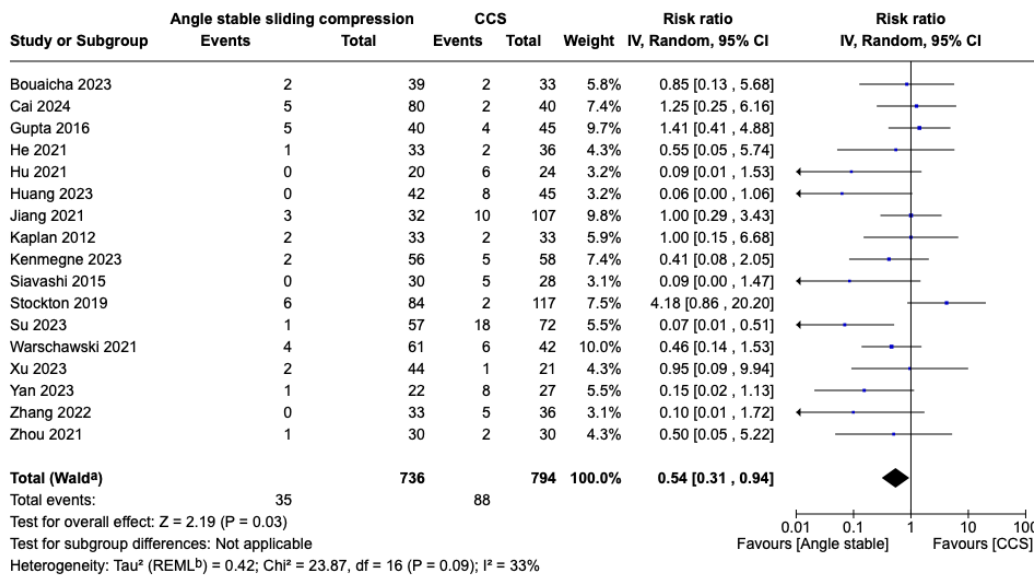 Angle stable sliding compression CCS Risk ratio Risk ratio
Study or Subgroup Events Total Events Total Weight IV, Random, 95% CI IV, Random, 95% CI
Bouaicha 2023 2 39 2 33 5.8% 0.85 [0.13 , 5.68]
Cai 2024 5 80 2 40 7.4% 1.25 [0.25 , 6.16]
Gupta 2016 5 40 4 45 9.7% 1.41 [0.41 , 4.88]
He 2021 1 33 2 36 4.3% 0.55 [0.05 , 5.74]
Hu 2021 0 20 6 24 3.2% 0.09 [0.01 , 1.53]
Huang 2023 0 42 8 45 3.2% 0.06 [0.00 , 1.06]
Jiang 2021 3 32 10 107 9.8% 1.00 [0.29 , 3.43]
Kaplan 2012 2 33 2 33 5.9% 1.00 [0.15 , 6.68]
Kenmegne 2023 2 56 5 58 7.4% 0.41 [0.08 , 2.05]
Siavashi 2015 0 30 5 28 3.1% 0.09 [0.00 , 1.47]
Stockton 2019 6 84 2 117 7.5% 4.18 [0.86 , 20.20]
Su 2023 1 57 18 72 5.5% 0.07 [0.01 , 0.51]
Warschawski 2021 4 61 6 42 10.0% 0.46 [0.14 , 1.53]
Xu 2023 2 44 1 21 4.3% 0.95 [0.09 , 9.94]
Yan 2023 1 22 8 27 5.5% 0.15 [0.02 , 1.13]
Zhang 2022 0 33 5 36 3.1% 0.10 [0.01 , 1.72]
Zhou 2021 1 30 2 30 4.3% 0.50 [0.05 , 5.22]
Total (Waldᵃ) 736 794 100.0% 0.54 [0.31 , 0.94]
Total events: 35 88
Test for overall effect: Z = 2.19 (P = 0.03)
Test for subgroup differences: Not applicable
Heterogeneity: Tau² (REMLᵇ) = 0.42; Chi² = 23.87, df = 16 (P = 0.09); I² = 33%
0.01 0.1 1 10 100
Favours [Angle stable] Favours [CCS]